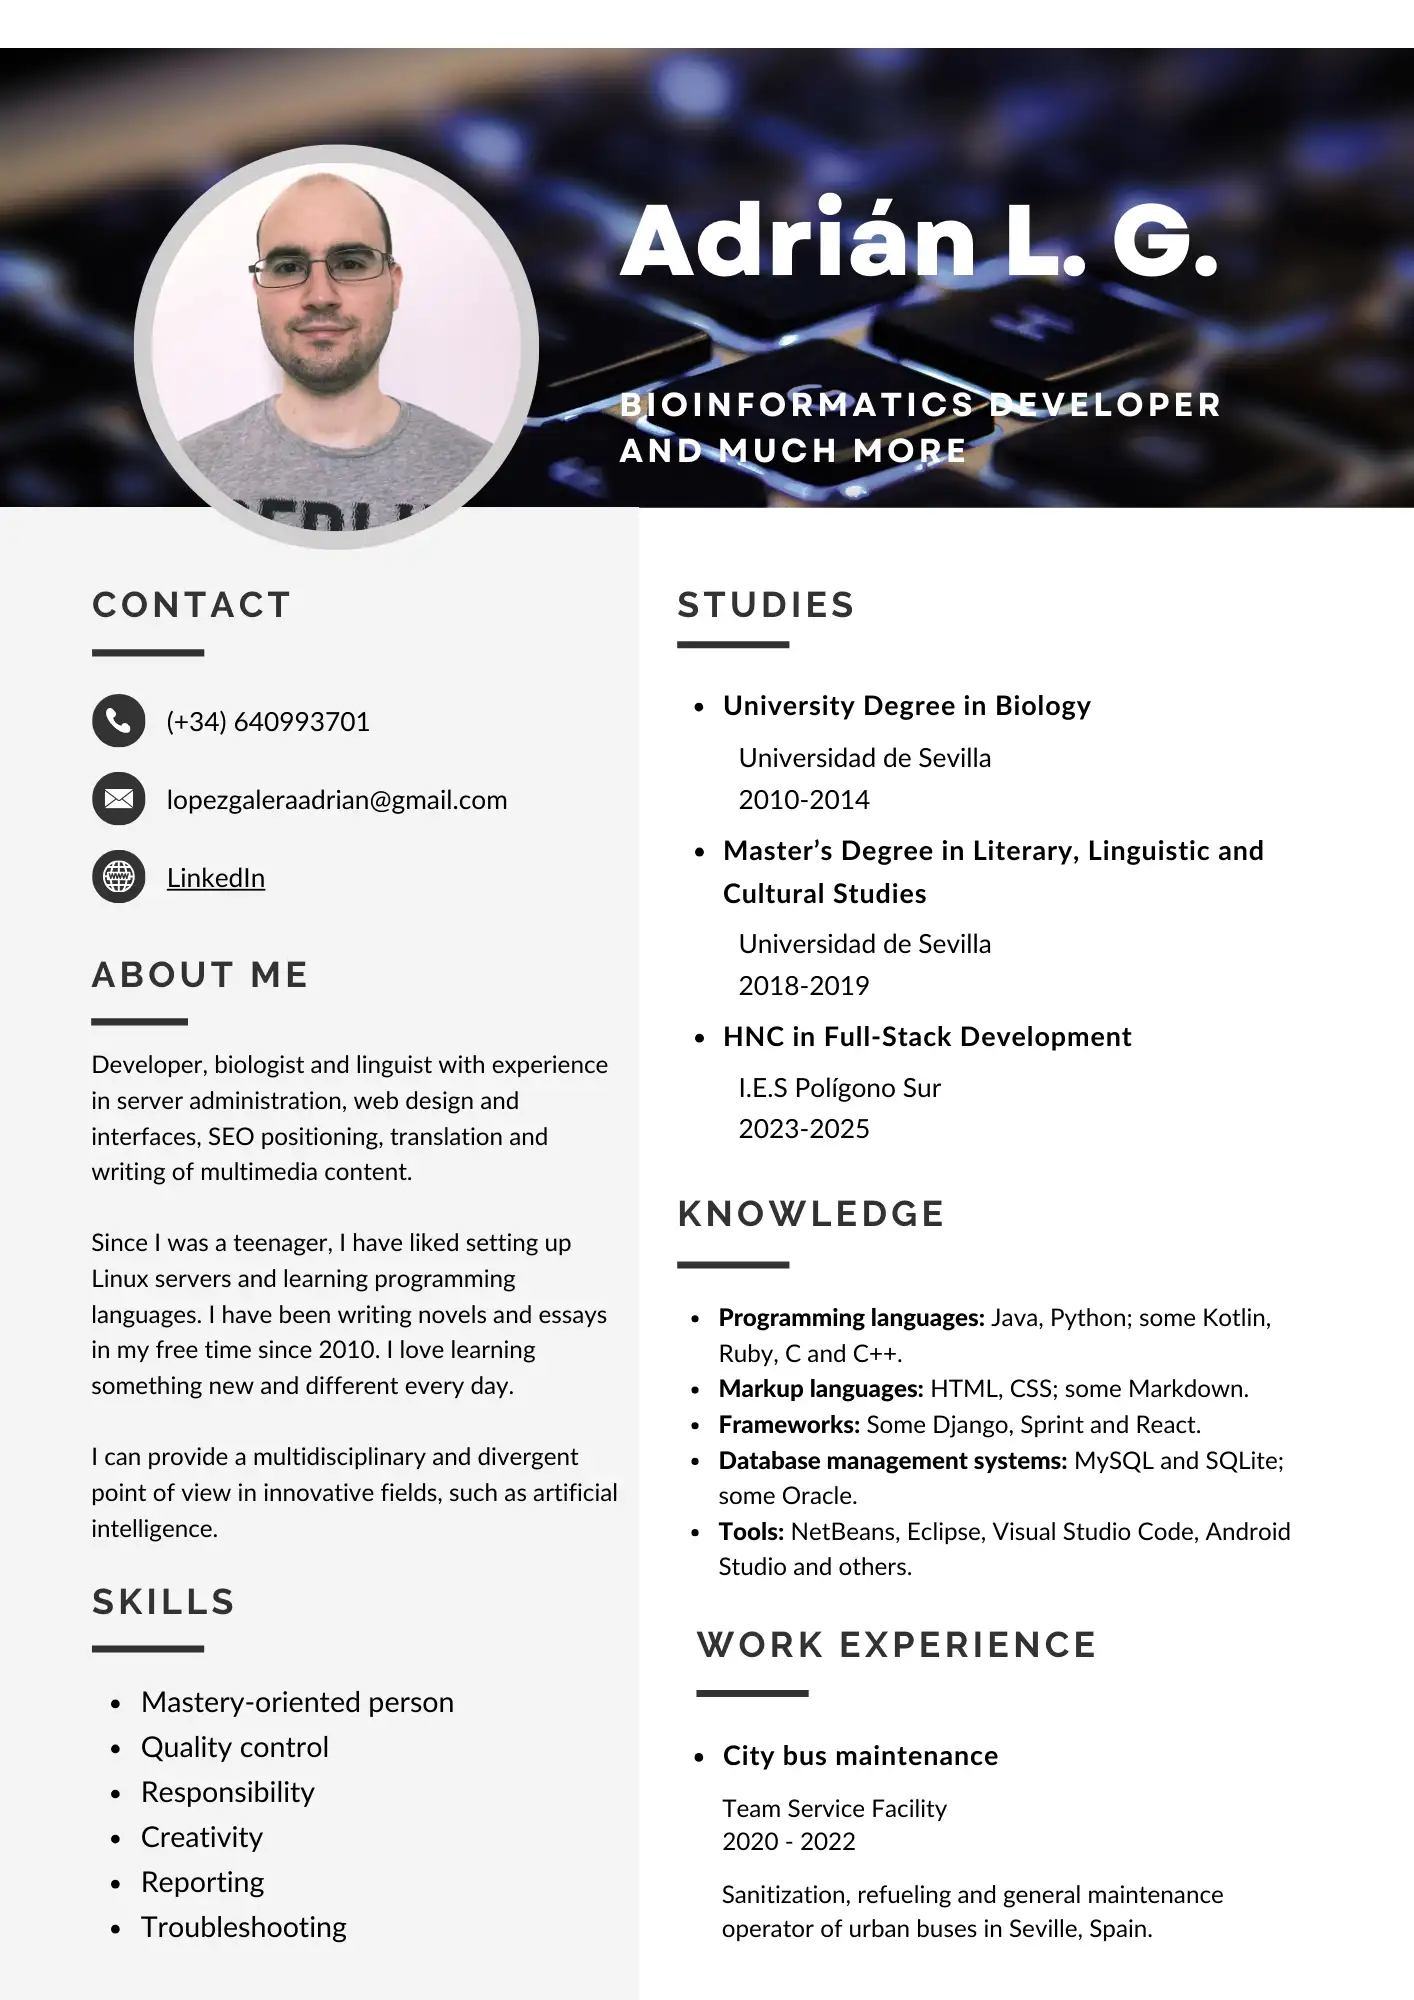 Adrián L. G.
BIOINFORMATICS DEVELOPER
AND MUCH MORE
CONTACT
(+34) 640993701
lopezgaleraadrian@gmail.com
LinkedIn
ABOUT ME
Developer, biologist and linguist with experience
in server administration, web design and
interfaces, SEO positioning, translation and
writing of multimedia content.
Since I was a teenager, I have liked setting up
Linux servers and learning programming
languages. I have been writing novels and essays
in my free time since 2010. I love learning
something new and different every day.
I can provide a multidisciplinary and divergent
point of view in innovative fields, such as artificial
intelligence.
SKILLS
• Mastery-oriented person
• Quality control
• Responsibility
• Creativity
• Reporting
• Troubleshooting
STUDIES
• University Degree in Biology
Universidad de Sevilla
2010-2014
• Master’s Degree in Literary, Linguistic and
Cultural Studies
Universidad de Sevilla
2018-2019
• HNC in Full-Stack Development
I.E.S Polígono Sur
2023-2025
KNOWLEDGE
• Programming languages: Java, Python; some Kotlin,
Ruby, C and C++.
• Markup languages: HTML, CSS; some Markdown.
• Frameworks: Some Django, Sprint and React.
• Database management systems: MySQL and SQLite;
some Oracle.
• Tools: NetBeans, Eclipse, Visual Studio Code, Android
Studio and others.
WORK EXPERIENCE
• City bus maintenance
Team Service Facility
2020 - 2022
Sanitization, refueling and general maintenance
operator of urban buses in Seville, Spain.